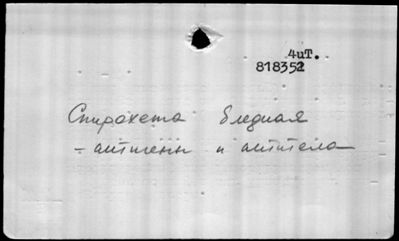 4иТ.
818352
Спирохета бледная
- антигены и антитела